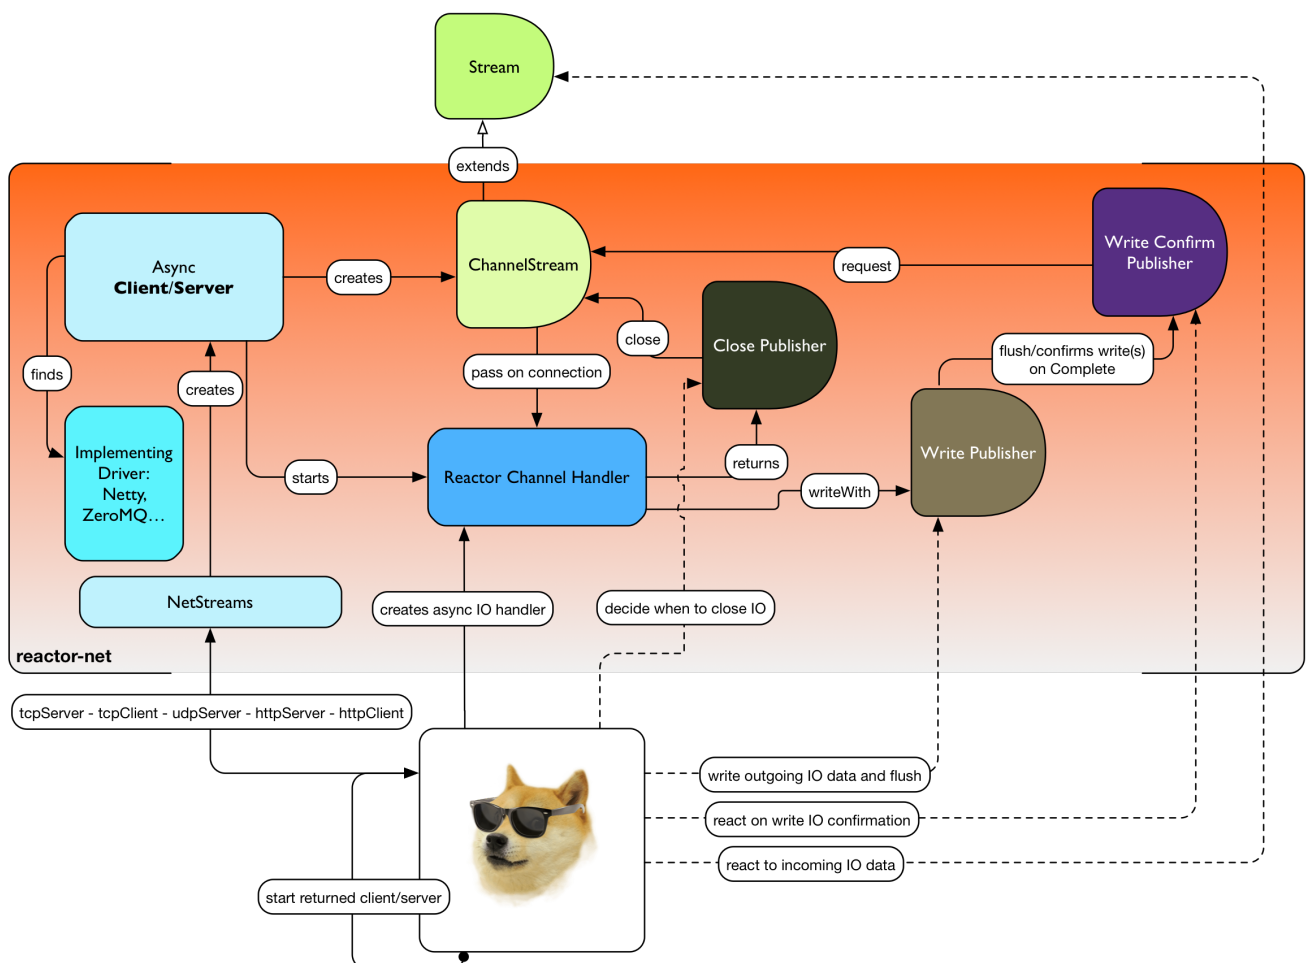 Stream
extends
Async
Client/Server
creates
ChannelStream
request
Write Confirm
Publisher
close
Close Publisher
flush/confirms write(s)
on Complete
finds
creates
pass on connection
Implementing
Driver:
Netty,
ZeroMQ...
starts
Reactor Channel Handler
returns
writeWith
Write Publisher
NetStreams
creates async IO handler
decide when to close IO
reactor-net
tcpServer - tcpClient - udpServer - httpServer - httpClient
write outgoing IO data and flush
react on write IO confirmation
react to incoming IO data
start returned client/server